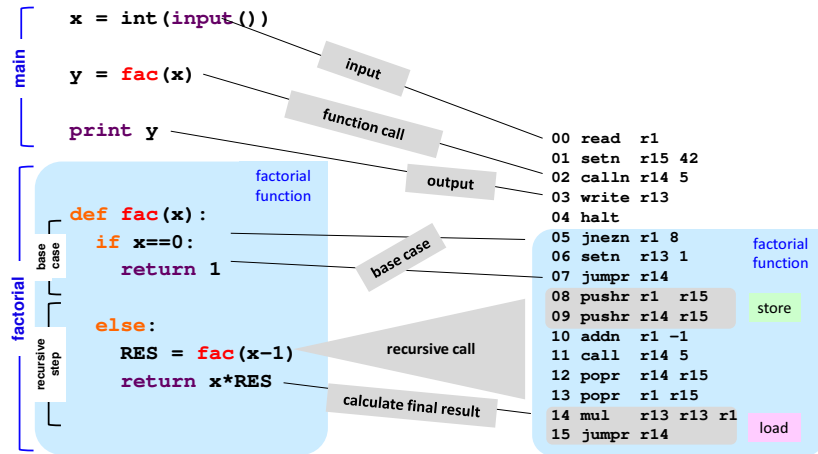 x = int(input())
y = fac(x)
print y
main
input
function call
output
factorial
function
def fac(x):
if x==0:
return 1
else:
RES = fac(x-1)
return x*RES
factorial
base
case
recursive
step
base case
recursive call
calculate final result
00 read r1
01 setn r15 42
02 calln r14 5
03 write r13
04 halt
05 jnezn r1 8
06 setn r13 1
07 jumpr r14
08 pushr r1 r15
09 pushr r14 r15
10 addn r1 -1
11 call r14 5
12 popr r14 r15
13 popr r1 r15
14 mul r13 r13 r1
15 jumpr r14
factorial
function
store
load